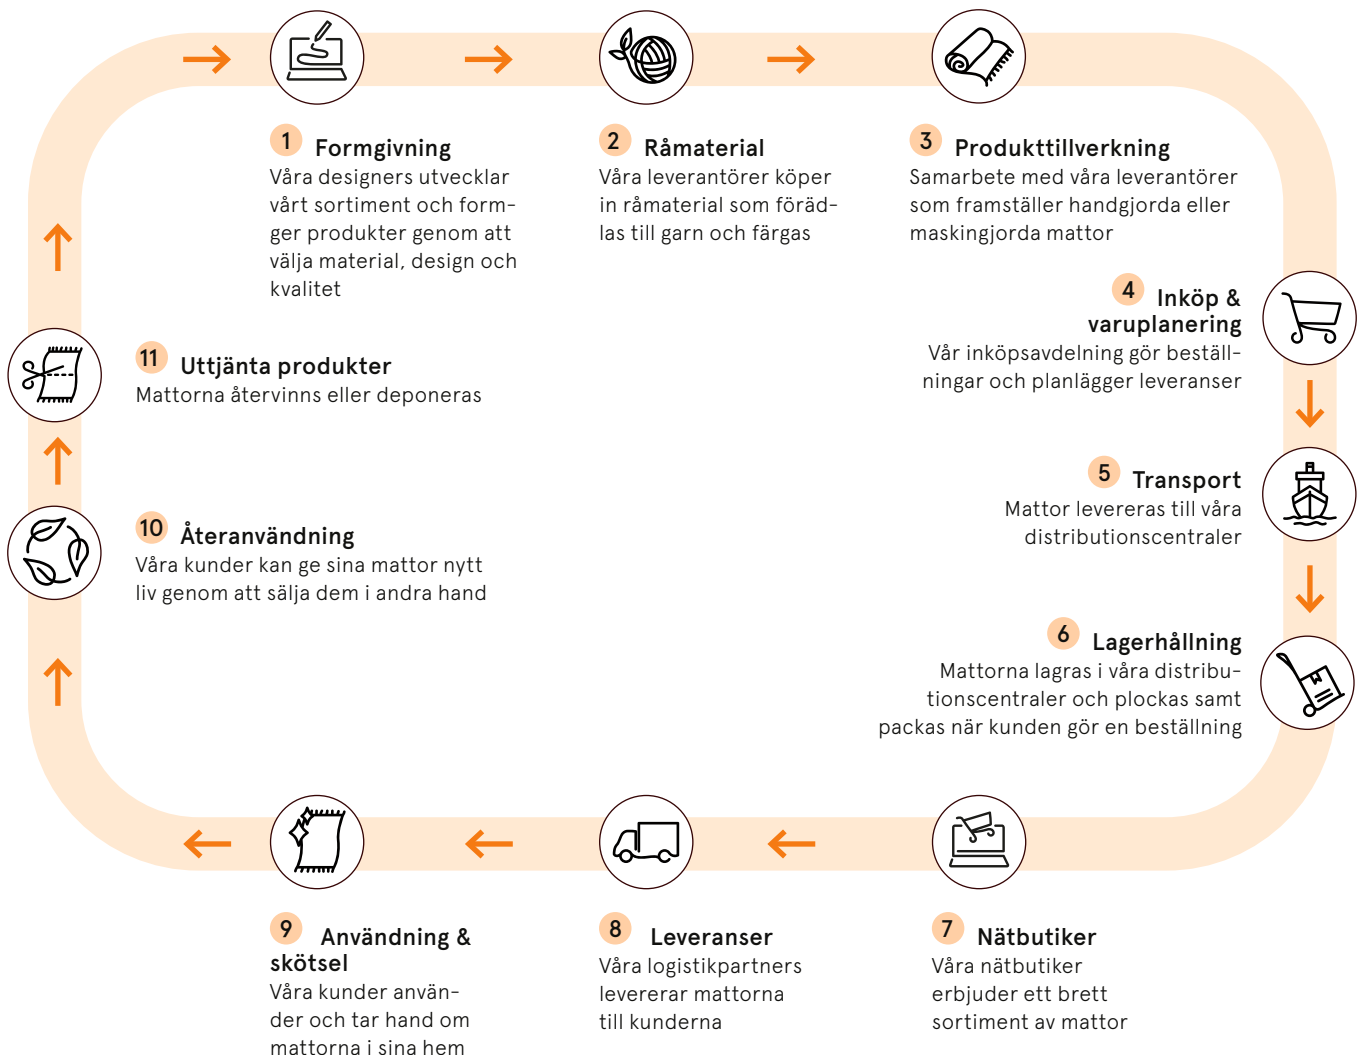 1 Formgivning
Våra designers utvecklar
vårt sortiment och form-
ger produkter genom att
välja material, design och
kvalitet
2 Råmaterial
Våra leverantörer köper
in råmaterial som föräd-
las till garn och färgas
3 Produkttillverkning
Samarbete med våra leverantörer
som framställer handgjorda eller
maskingjorda mattor
4 Inköp &
varuplanering
Vår inköpsavdelning gör beställ-
ningar och planlägger leveranser
5 Transport
Mattor levereras till våra
distributionscentraler
6 Lagerhållning
Mattorna lagras i våra distribu-
tionscentraler och plockas samt
packas när kunden gör en beställning
7 Nätbutiker
Våra nätbutiker
erbjuder ett brett
sortiment av mattor
8 Leveranser
Våra logistikpartners
levererar mattorna
till kunderna
9 Användning &
skötsel
Våra kunder använ-
der och tar hand om
mattorna i sina hem
10 Återanvändning
Våra kunder kan ge sina mattor nytt
liv genom att sälja dem i andra hand
11 Uttjänta produkter
Mattorna återvinns eller deponeras